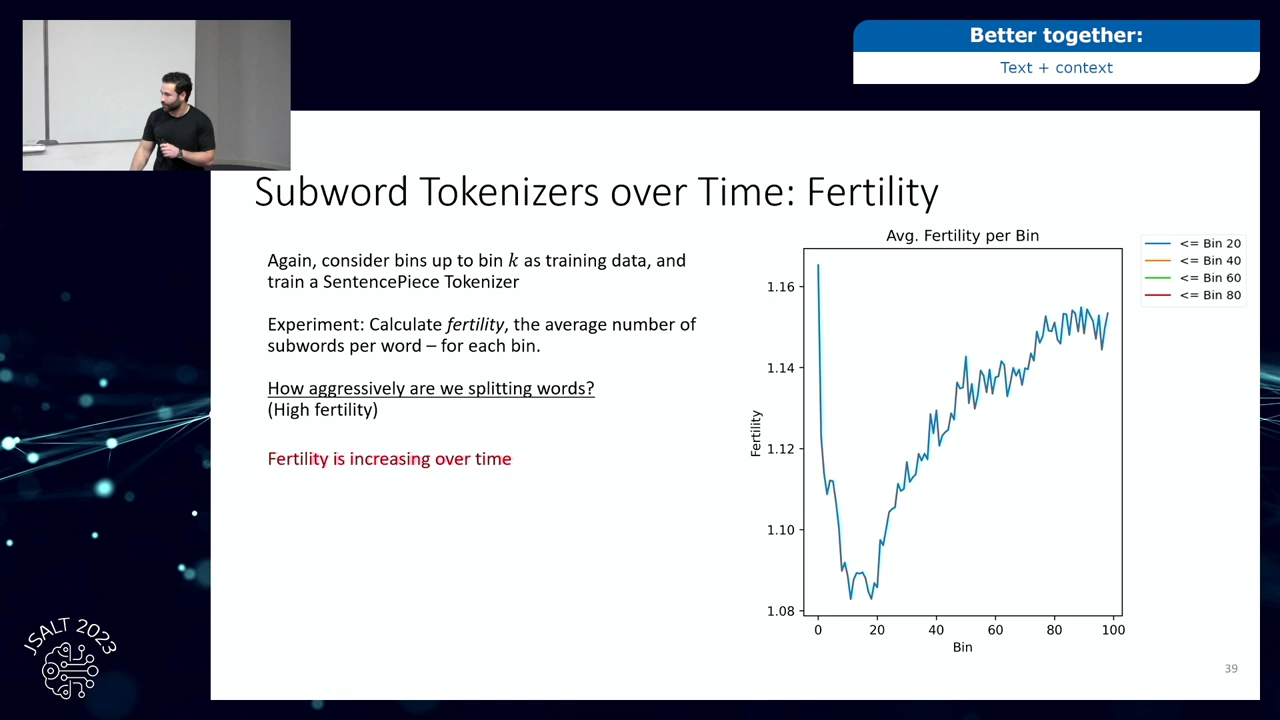 Better together:
Text + context
Subword Tokenizers over Time: Fertility
Again, consider bins up to bin k as training data, and
train a SentencePiece Tokenizer
Experiment: Calculate fertility, the average number of
subwords per word – for each bin.
How aggressively are we splitting words?
(High fertility)
Fertility is increasing over time
Avg. Fertility per Bin
1.16
1.14
1.12
1.10
1.08
Fertility
0 20 40 60 80 100
Bin
<= Bin 20
<= Bin 40
<= Bin 60
<= Bin 80
39
JSALT 2023